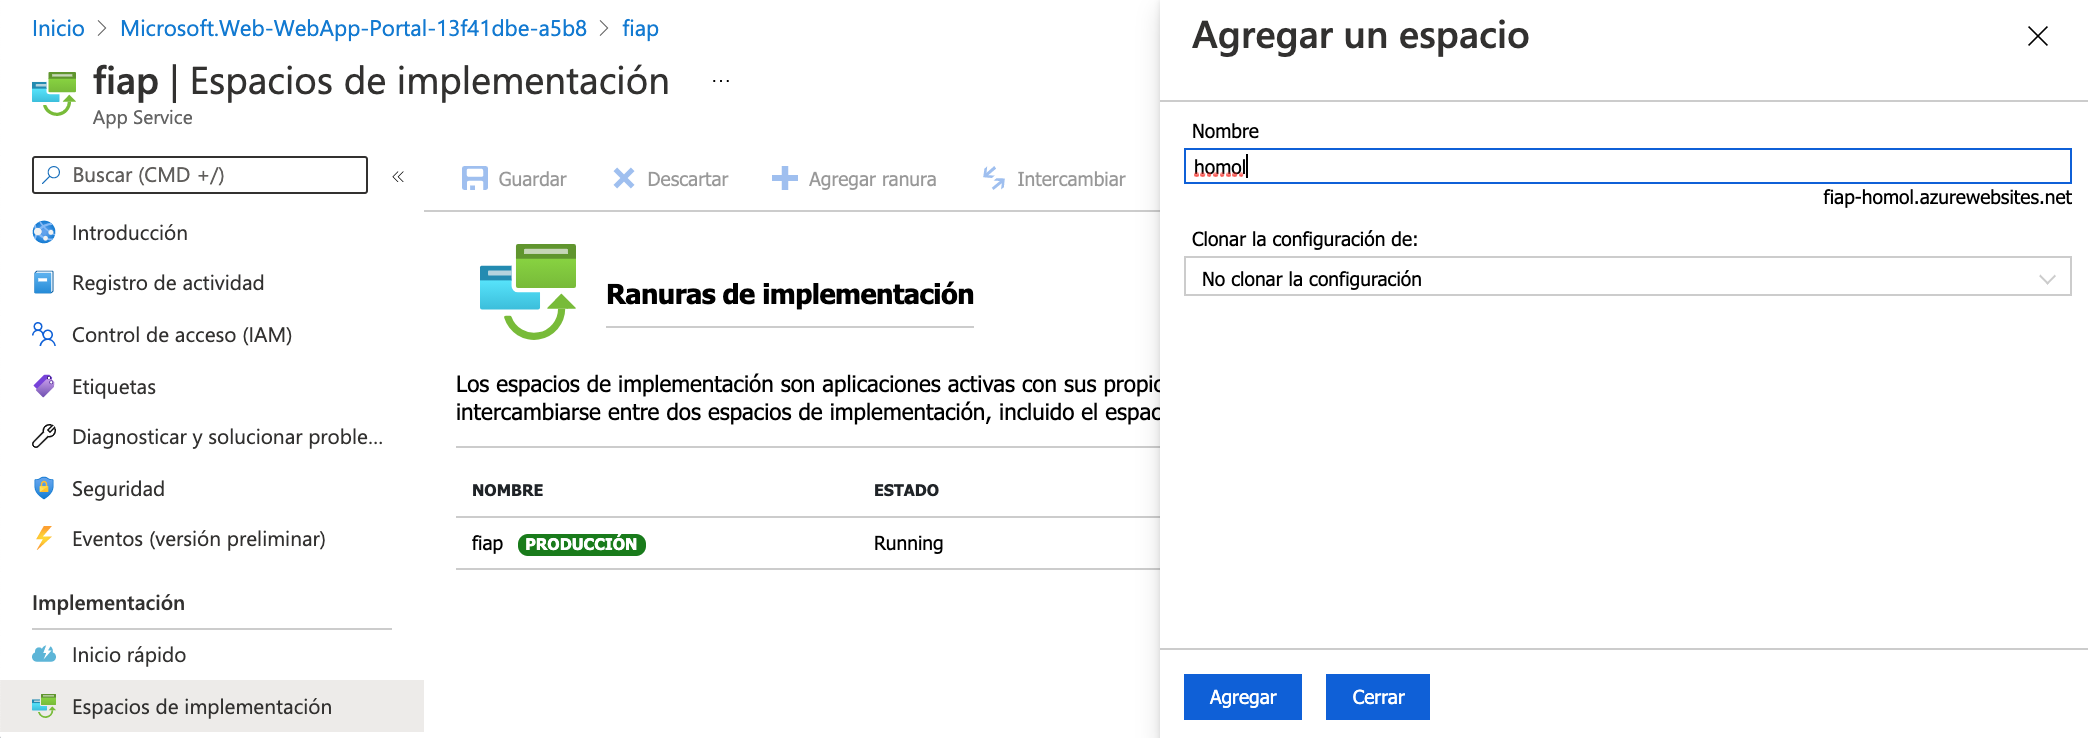 Inicio > Microsoft.Web-WebApp-Portal-13f41dbe-a5b8 > fiap
fiap | Espacios de implementación ...
App Service
Buscar (CMD +/)
«
Introducción
Registro de actividad
Control de acceso (IAM)
Etiquetas
Diagnosticar y solucionar proble...
Seguridad
Eventos (versión preliminar)
Implementación
Inicio rápido
Espacios de implementación
Guardar Descartar Agregar ranura Intercambiar
Ranuras de implementación
Los espacios de implementación son aplicaciones activas con sus propic
intercambiarse entre dos espacios de implementación, incluido el espac
NOMBRE ESTADO
fiap PRODUCCIÓN Running
Agregar un espacio
Nombre
homol
fiap-homol.azurewebsites.net
Clonar la configuración de:
No clonar la configuración
Agregar Cerrar